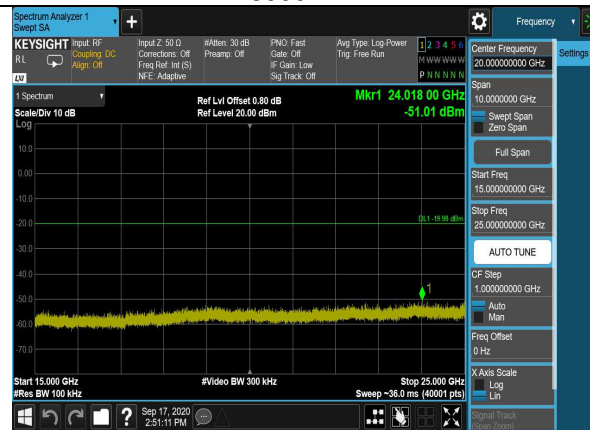 Spectrum Analyzer 1
Swept SA
Frequency
KEYSIGHT
RL
Input: RF
Coupling: DC
Align: Off
Input Z: 50 Ω
Corrections: Off
Freq Ref: Int (S)
NFE: Adaptive
#Atten: 30 dB
Preamp: Off
PNO: Fast
Gate: Off
IF Gain: Low
Sig Track: Off
Avg Type: Log-Power
Trig: Free Run
1 2 3 4 5 6
M W W W W W
P N N N N N
LXI
1 Spectrum
Scale/Div 10 dB
Log
Ref Lvl Offset 0.80 dB
Ref Level 20.00 dBm
Mkr1 24.018 00 GHz
-51.01 dBm
10.0
0.00
-10.0
-20.0
-30.0
-40.0
-50.0
-60.0
-70.0
DL1 -19.98 dBm
1
Start 15.000 GHz
#Res BW 100 kHz
#Video BW 300 kHz
Stop 25.000 GHz
Sweep ~36.0 ms (40001 pts)
Sep 17, 2020
2:51:11 PM
?
Center Frequency
20.000000000 GHz
Settings
Span
10.0000000 GHz
Swept Span
Zero Span
Full Span
Start Freq
15.000000000 GHz
Stop Freq
25.000000000 GHz
AUTO TUNE
CF Step
1.000000000 GHz
Auto
Man
Freq Offset
0 Hz
X Axis Scale
Log
Lin
Signal Track
(Span Zoom)